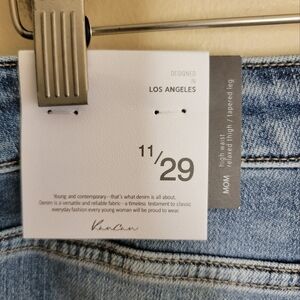 DESIGNED
IN
LOS ANGELES
11/29
Young and contemporary - that's what denim is all about.
Denim is a versatile and reliable fabric - a timeless testament to classic
everyday fashion every young woman will be proud to wear.
KanCan
MOM
high waist
relaxed thigh / tapered leg